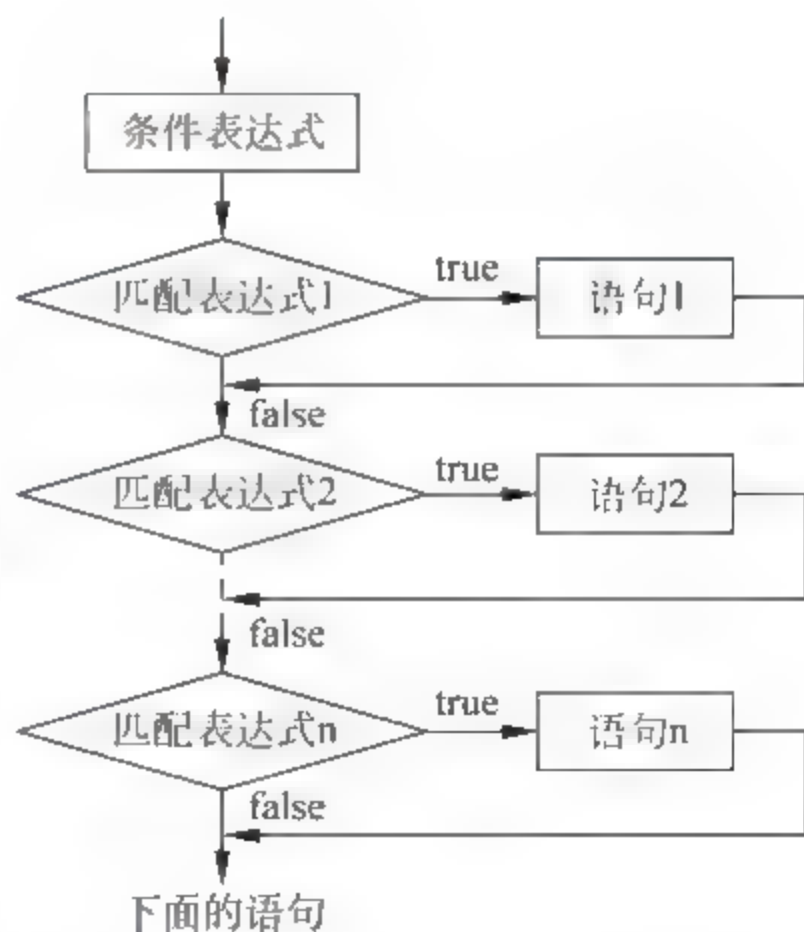 条件表达式
匹配表达式1
true
语句1
false
匹配表达式2
true
语句2
false
匹配表达式n
true
语句n
false
下面的语句